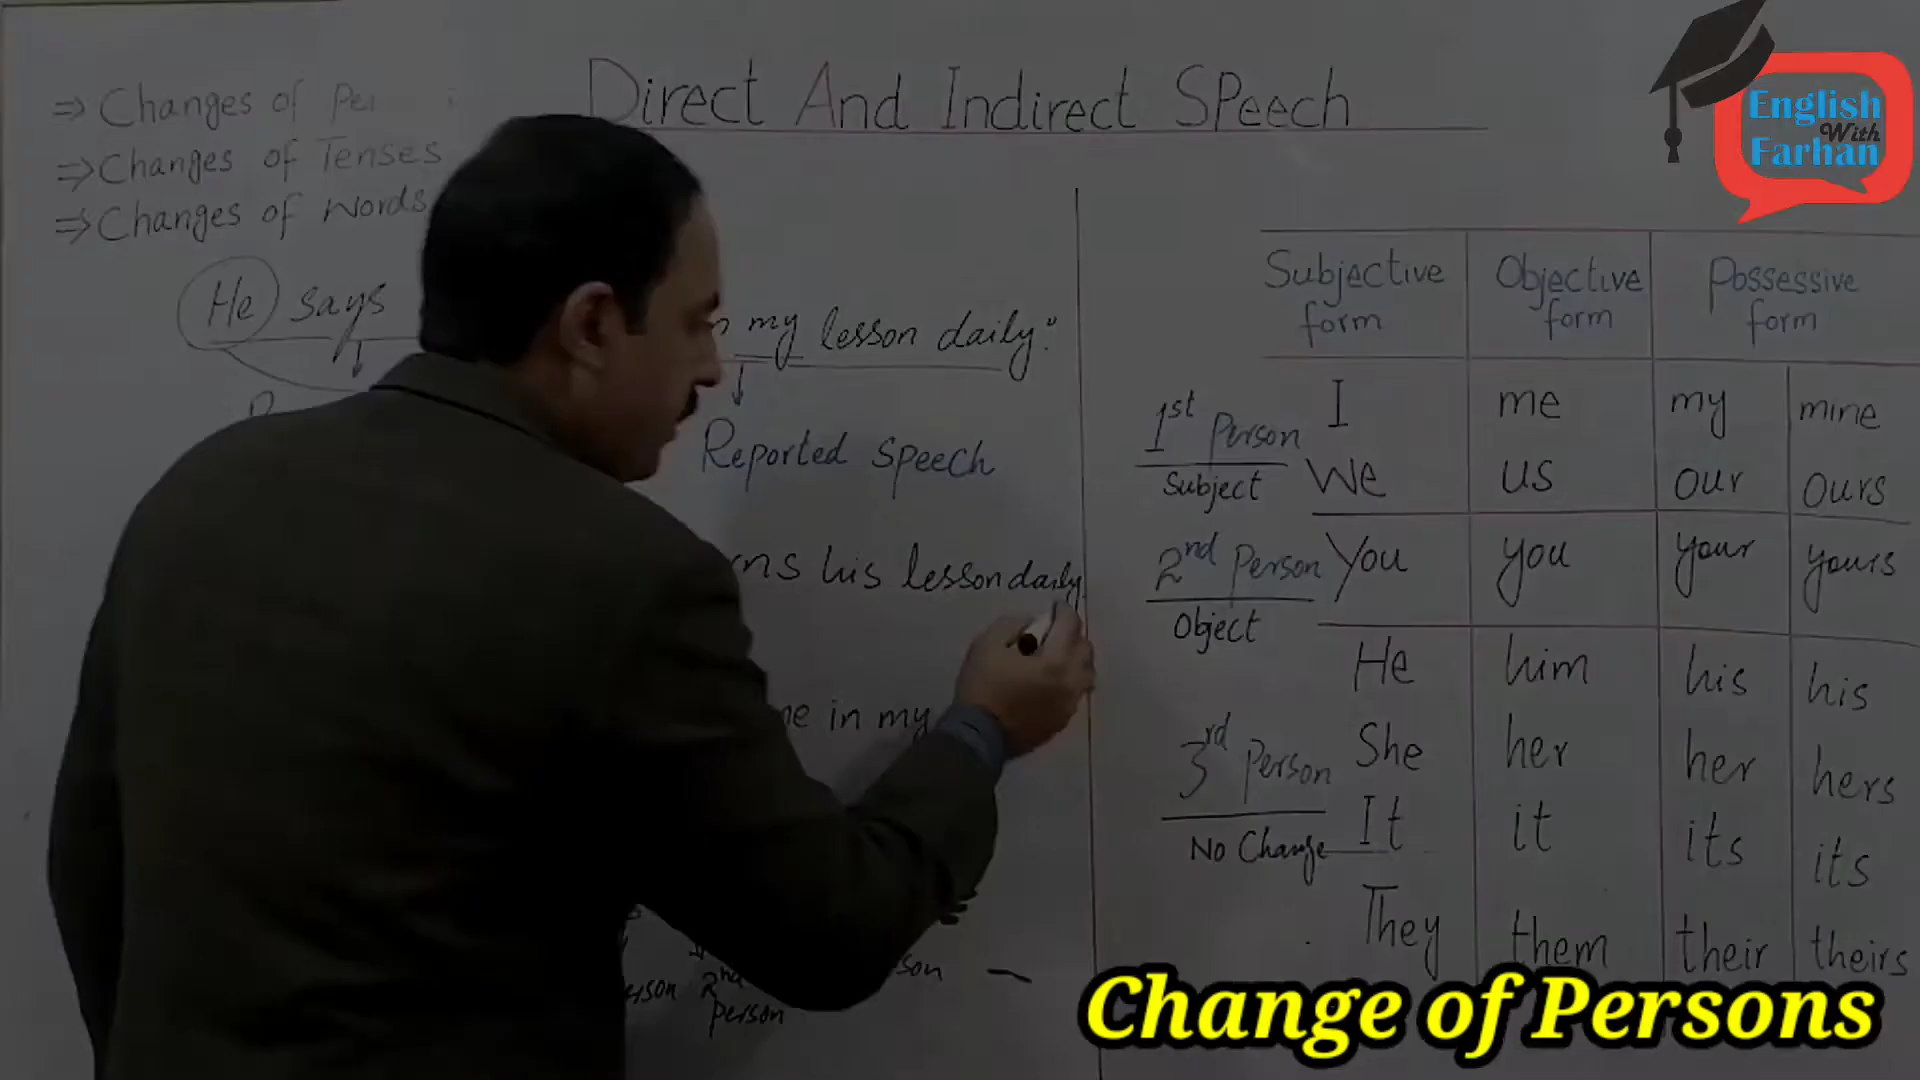 Direct And Indirect Speech
English
With
Farhan
⇒ Changes of
⇒ Changes of Tenses
⇒ Changes of Words
He says
my lesson daily."
Reported Speech
his lesson daily
in my
2nd
person
Subjective form
Objective form
Possessive form
1st Person
Subject
I me my mine
We us our ours
2nd Person
Object
You you your yours
3rd Person
No Change
He him his his
She her her hers
It it its its
They them their theirs
Change of Persons